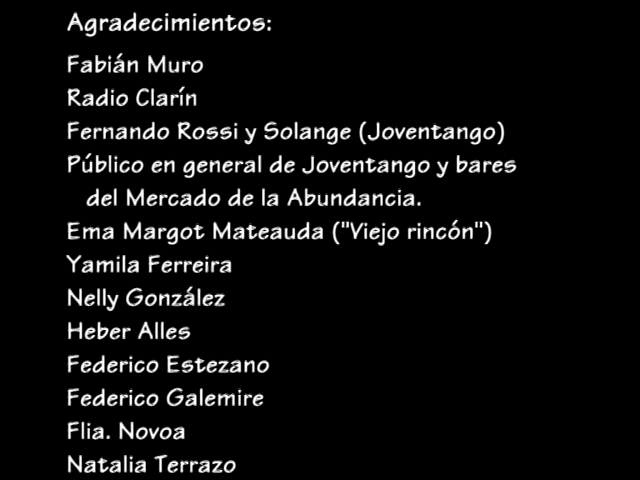 Agradecimientos:
Fabián Muro
Radio Clarín
Fernando Rossi y Solange (Joventango)
Público en general de Joventango y bares
del Mercado de la Abundancia.
Ema Margot Mateauda ("Viejo rincón")
Yamila Ferreira
Nelly González
Heber Alles
Federico Estezano
Federico Galemire
Flia. Novoa
Natalia Terrazo